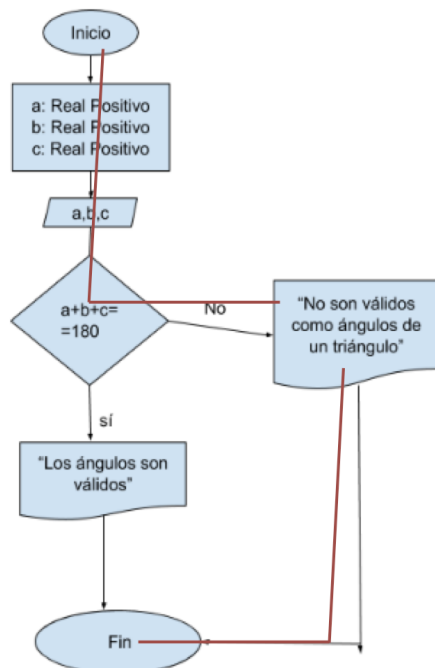 Inicio
a: Real Positivo
b: Real Positivo
c: Real Positivo
a,b,c
a+b+c=
=180
No
“No son válidos
como ángulos de
un triángulo”
sí
“Los ángulos son
válidos”
Fin